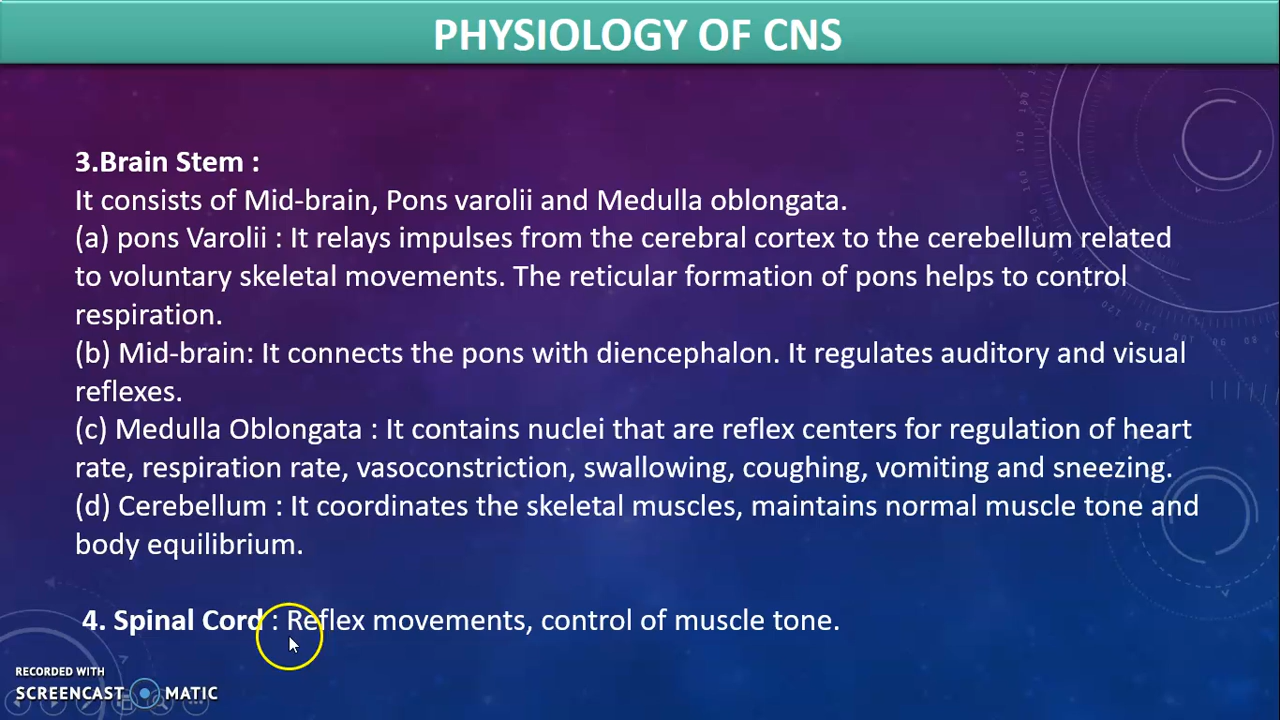 PHYSIOLOGY OF CNS
3.Brain Stem :
It consists of Mid-brain, Pons varolii and Medulla oblongata.
(a) pons Varolii : It relays impulses from the cerebral cortex to the cerebellum related
to voluntary skeletal movements. The reticular formation of pons helps to control
respiration.
(b) Mid-brain: It connects the pons with diencephalon. It regulates auditory and visual
reflexes.
(c) Medulla Oblongata : It contains nuclei that are reflex centers for regulation of heart
rate, respiration rate, vasoconstriction, swallowing, coughing, vomiting and sneezing.
(d) Cerebellum : It coordinates the skeletal muscles, maintains normal muscle tone and
body equilibrium.
4. Spinal Cord : Reflex movements, control of muscle tone.
RECORDED WITH
SCREENCAST MATIC